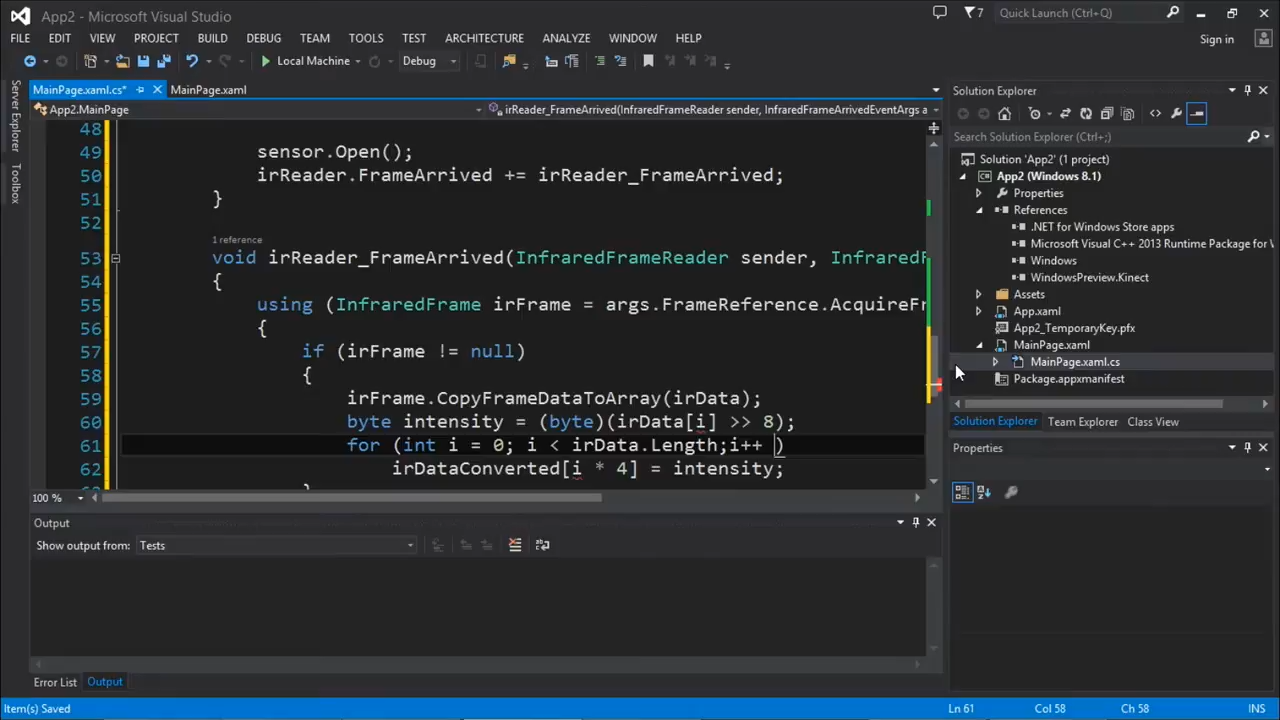 App2 - Microsoft Visual Studio
7
Quick Launch (Ctrl+Q)
FILE EDIT VIEW PROJECT BUILD DEBUG TEAM TOOLS TEST ARCHITECTURE ANALYZE WINDOW HELP
Sign in
Local Machine Debug
Server Explorer
Toolbox
MainPage.xaml.cs* MainPage.xaml
App2.MainPage irReader_FrameArrived(InfraredFrameReader sender, InfraredFrameArrivedEventArgs a
48
49 sensor.Open();
50 irReader.FrameArrived += irReader_FrameArrived;
51 }
52
1 reference
53 void irReader_FrameArrived(InfraredFrameReader sender, InfraredF
54 {
55 using (InfraredFrame irFrame = args.FrameReference.AcquireFr
56 {
57 if (irFrame != null)
58 {
59 irFrame.CopyFrameDataToArray(irData);
60 byte intensity = (byte)(irData[i] >> 8);
61 for (int i = 0; i < irData.Length;i++ )
62 irDataConverted[i * 4] = intensity;
100 %
Output
Show output from: Tests
Error List Output
Solution Explorer
Search Solution Explorer (Ctrl+;)
Solution 'App2' (1 project)
App2 (Windows 8.1)
Properties
References
.NET for Windows Store apps
Microsoft Visual C++ 2013 Runtime Package for W
Windows
WindowsPreview.Kinect
Assets
App.xaml
App2_TemporaryKey.pfx
MainPage.xaml
MainPage.xaml.cs
Package.appxmanifest
Solution Explorer Team Explorer Class View
Properties
Item(s) Saved Ln 61 Col 58 Ch 58 INS